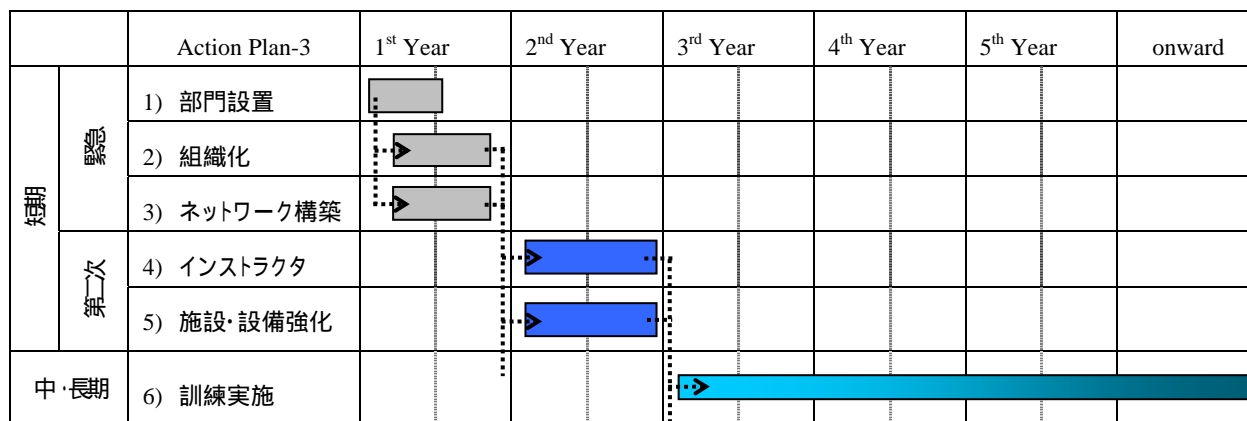 Action Plan-3 1st Year 2nd Year 3rd Year 4th Year 5th Year onward
短期
緊急
1) 部門設置
2) 組織化
3) ネットワーク構築
第二次
4) インストラクタ
5) 施設・設備強化
中・長期
6) 訓練実施